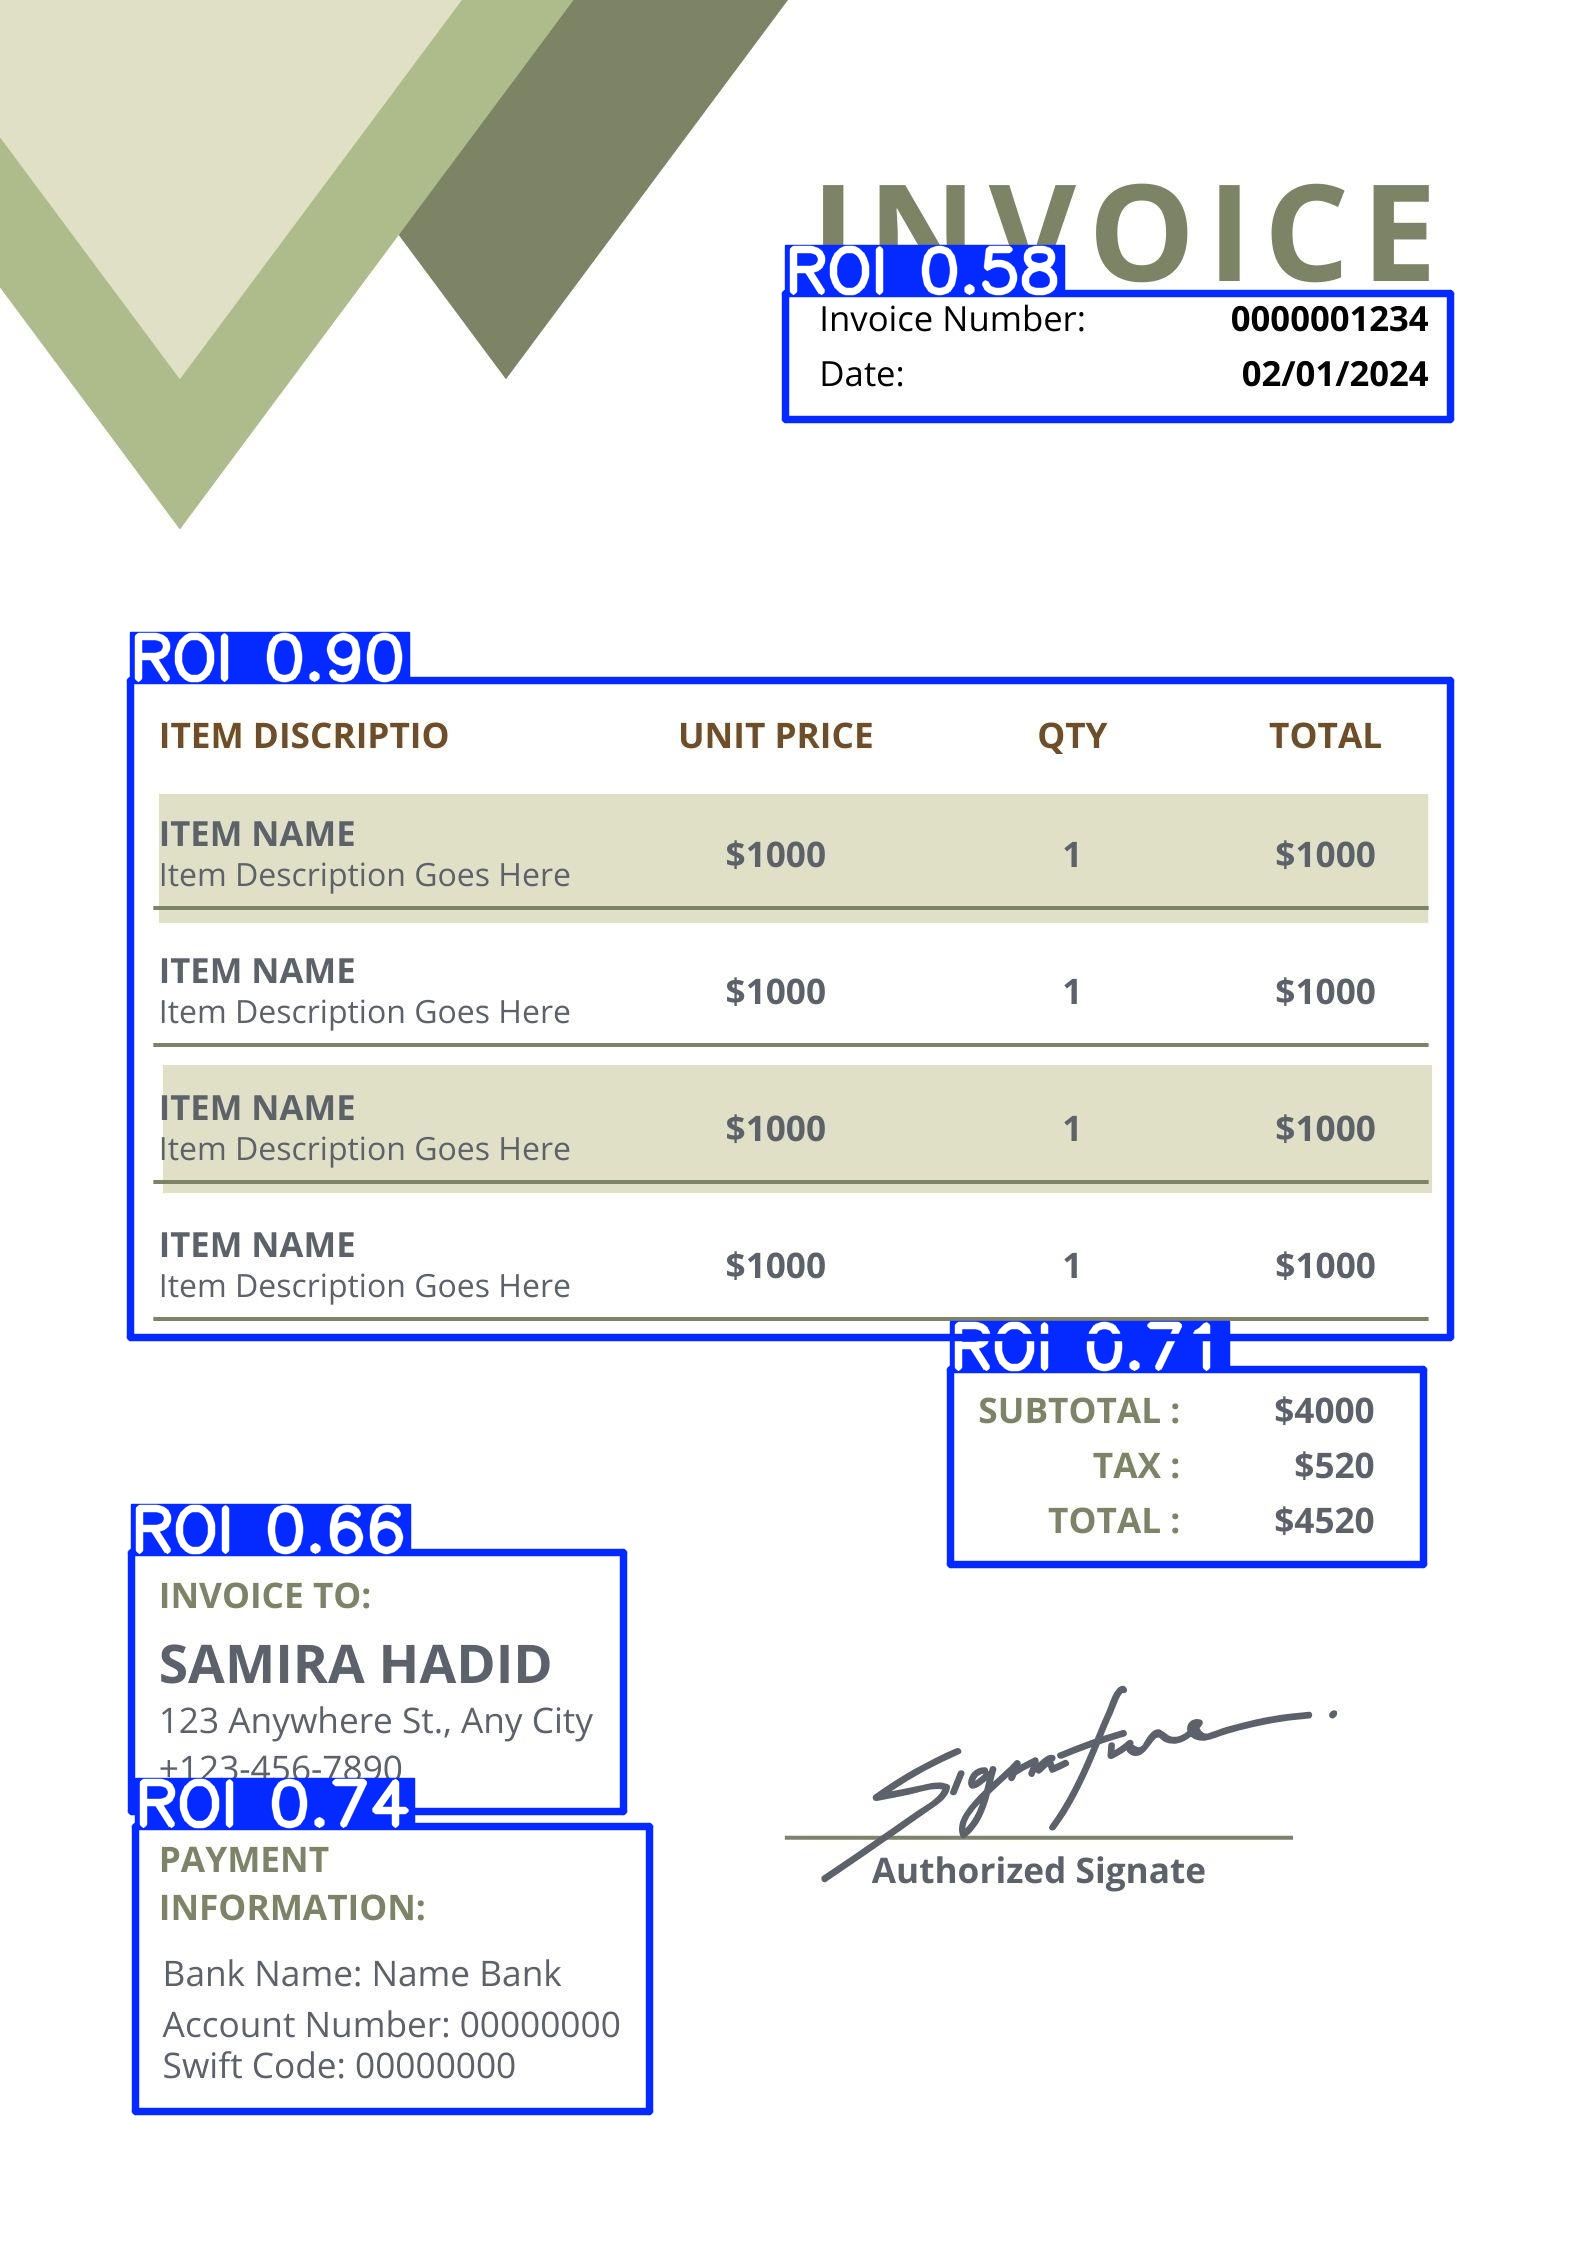 INVOICE
ROI 0.58
Invoice Number: 0000001234
Date: 02/01/2024
ROI 0.90
ITEM DISCRIPTIO UNIT PRICE QTY TOTAL
ITEM NAME
Item Description Goes Here $1000 1 $1000
ITEM NAME
Item Description Goes Here $1000 1 $1000
ITEM NAME
Item Description Goes Here $1000 1 $1000
ITEM NAME
Item Description Goes Here $1000 1 $1000
ROI 0.71
SUBTOTAL : $4000
TAX : $520
TOTAL : $4520
ROI 0.66
INVOICE TO:
SAMIRA HADID
123 Anywhere St., Any City
+123-456-7890
ROI 0.74
PAYMENT
INFORMATION:
Bank Name: Name Bank
Account Number: 00000000
Swift Code: 00000000
Signature
Authorized Signate